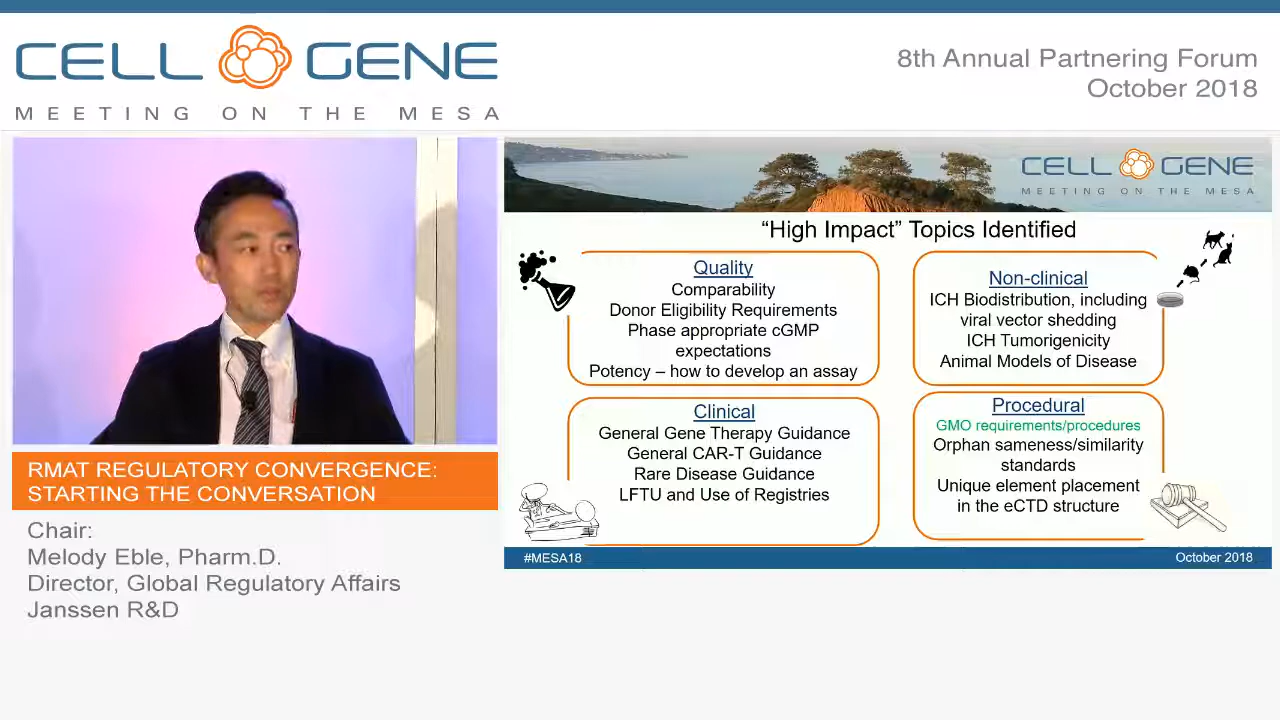 CELL GENE
MEETING ON THE MESA
8th Annual Partnering Forum
October 2018
CELL GENE
MEETING ON THE MESA
“High Impact” Topics Identified
Quality
Comparability
Donor Eligibility Requirements
Phase appropriate cGMP
expectations
Potency – how to develop an assay
Non-clinical
ICH Biodistribution, including
viral vector shedding
ICH Tumorigenicity
Animal Models of Disease
Clinical
General Gene Therapy Guidance
General CAR-T Guidance
Rare Disease Guidance
LFTU and Use of Registries
Procedural
GMO requirements/procedures
Orphan sameness/similarity
standards
Unique element placement
in the eCTD structure
#MESA18
October 2018
RMAT REGULATORY CONVERGENCE:
STARTING THE CONVERSATION
Chair:
Melody Eble, Pharm.D.
Director, Global Regulatory Affairs
Janssen R&D